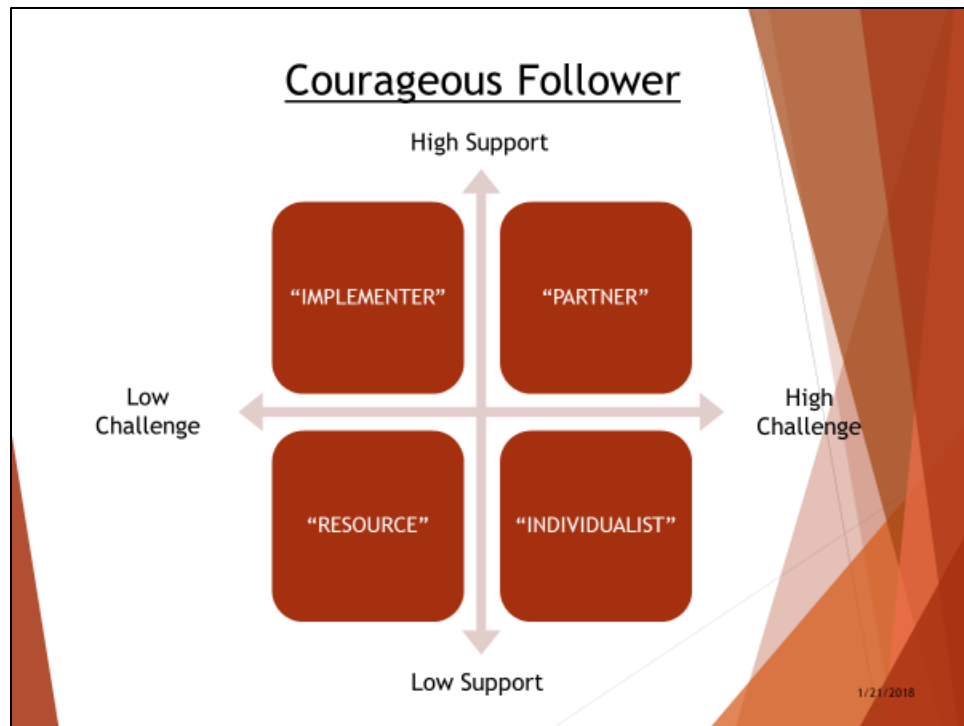 Courageous Follower
High Support
“IMPLEMENTER”
“PARTNER”
Low
Challenge
High
Challenge
“RESOURCE”
“INDIVIDUALIST”
Low Support
1/21/2018